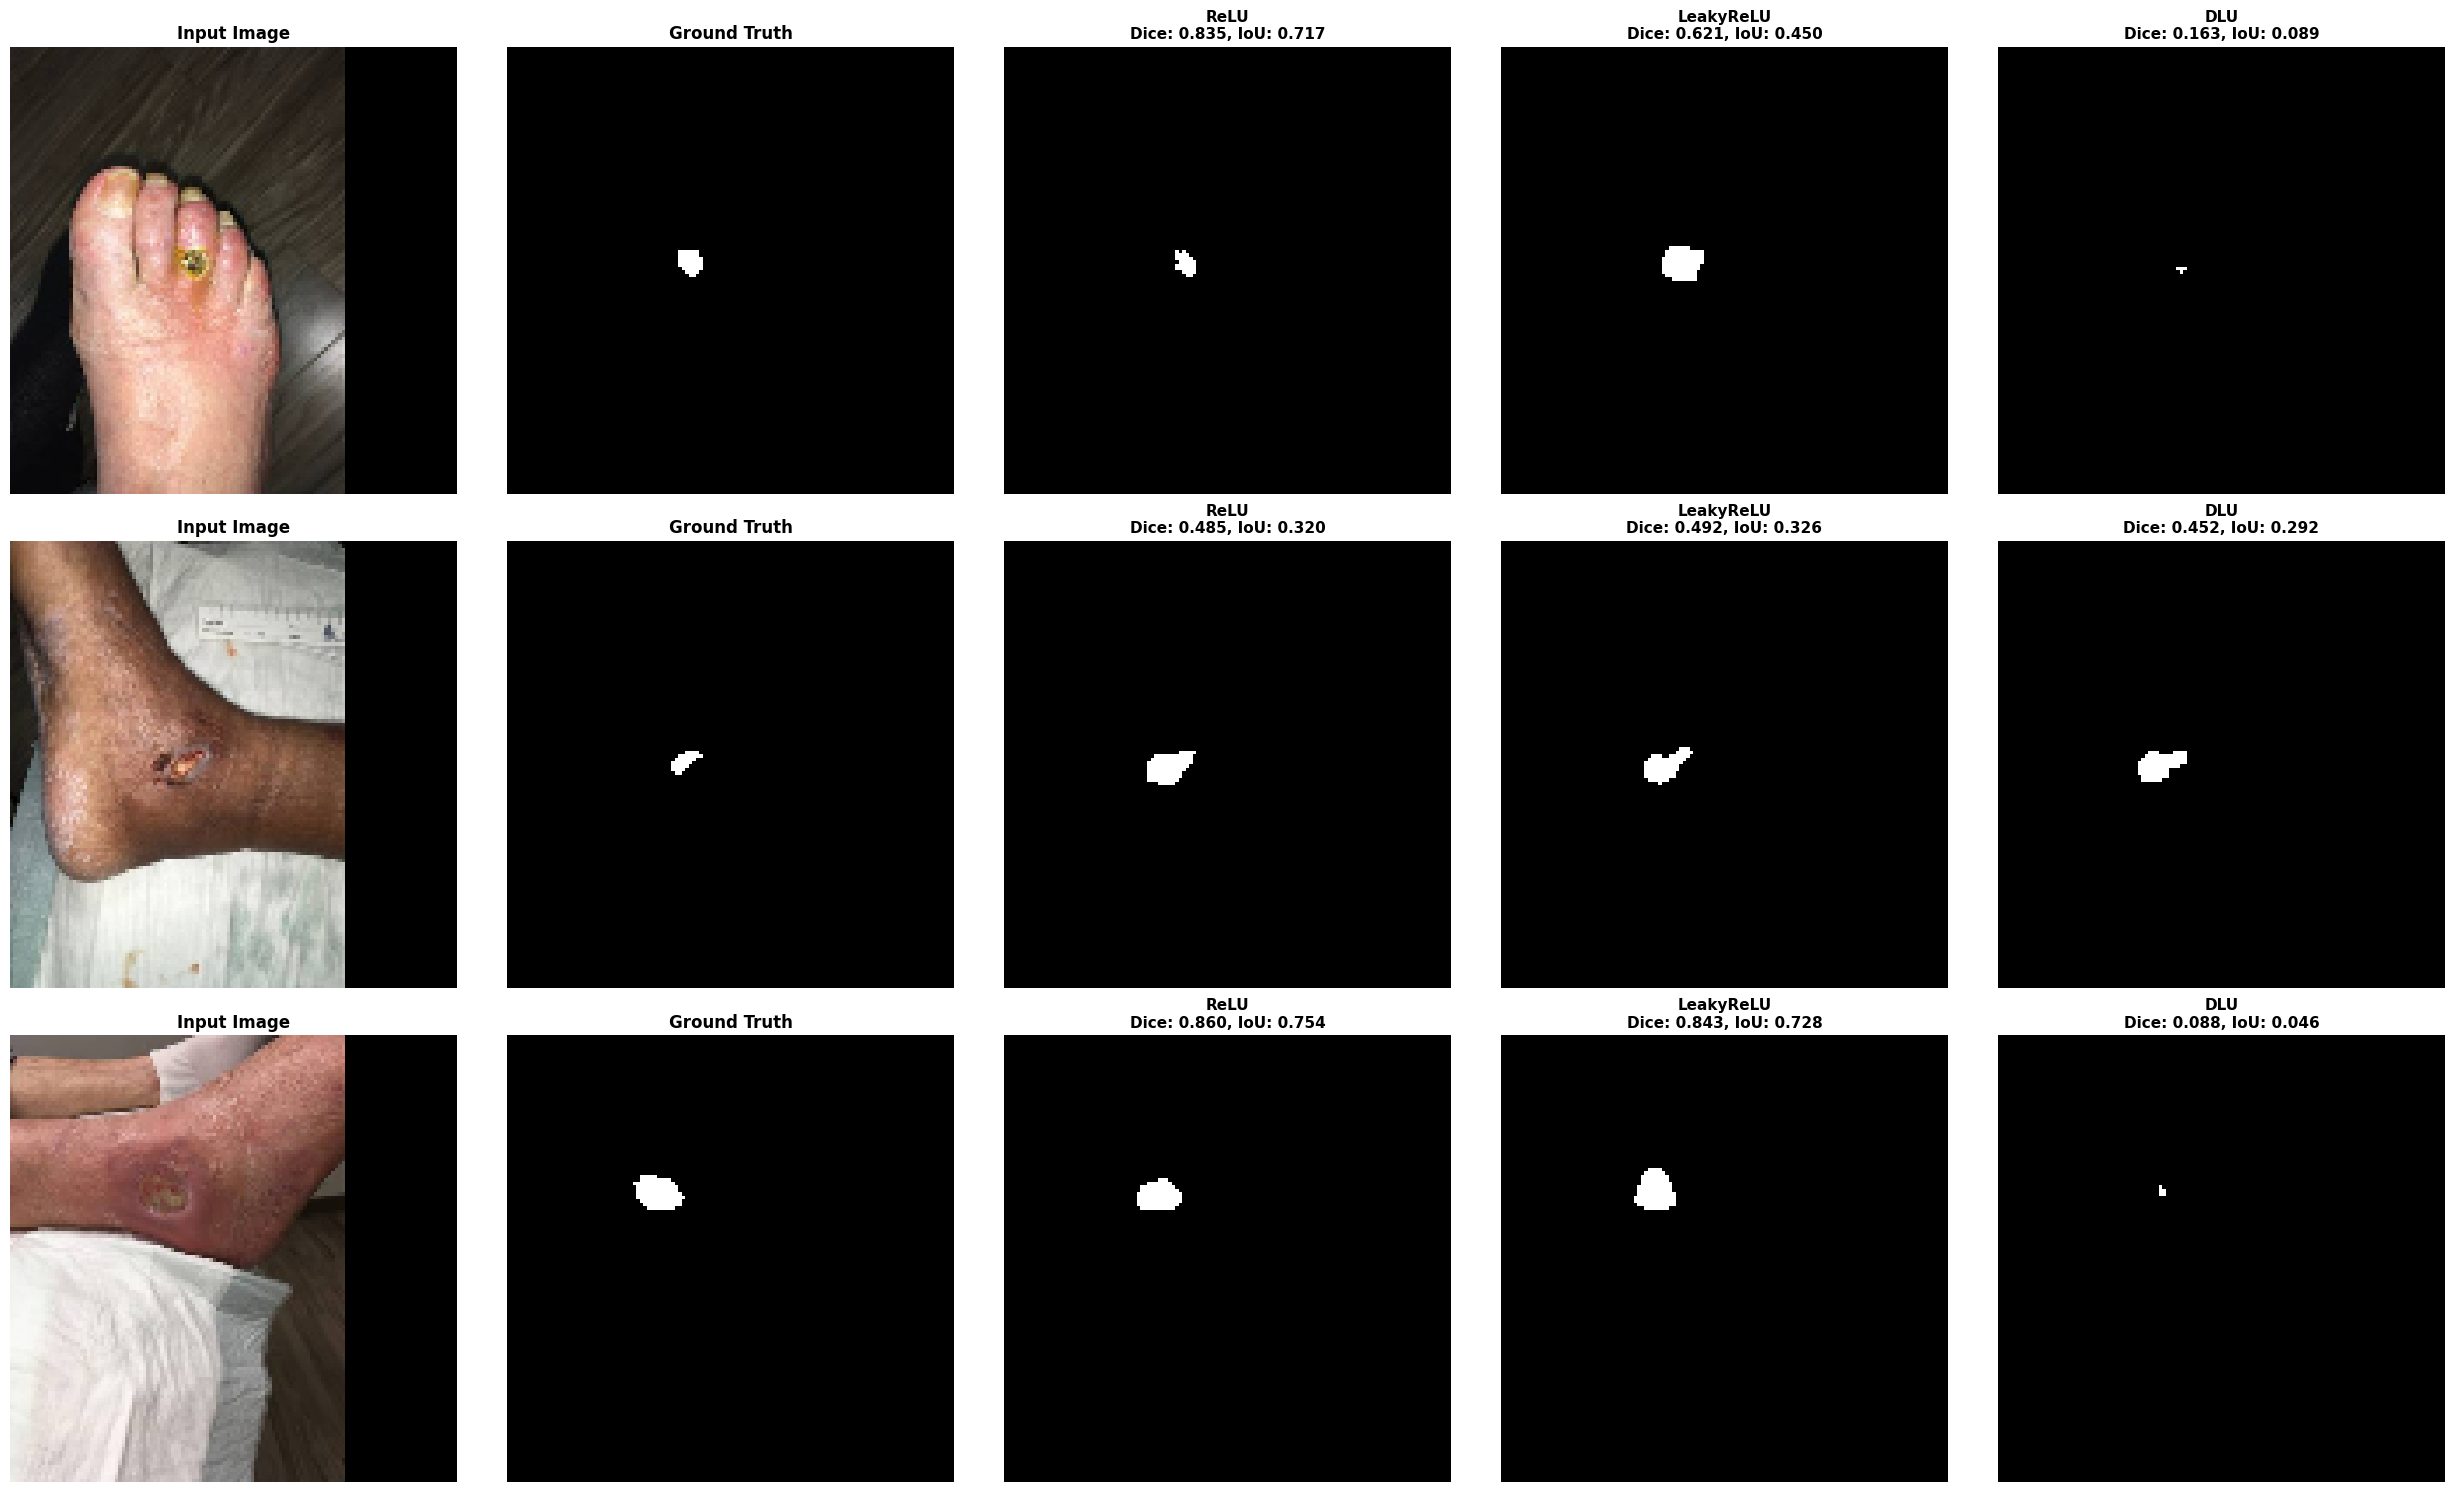 Input Image
Ground Truth
ReLU
Dice: 0.835, IoU: 0.717
LeakyReLU
Dice: 0.621, IoU: 0.450
DLU
Dice: 0.163, IoU: 0.089
Input Image
Ground Truth
ReLU
Dice: 0.485, IoU: 0.320
LeakyReLU
Dice: 0.492, IoU: 0.326
DLU
Dice: 0.452, IoU: 0.292
Input Image
Ground Truth
ReLU
Dice: 0.860, IoU: 0.754
LeakyReLU
Dice: 0.843, IoU: 0.728
DLU
Dice: 0.088, IoU: 0.046